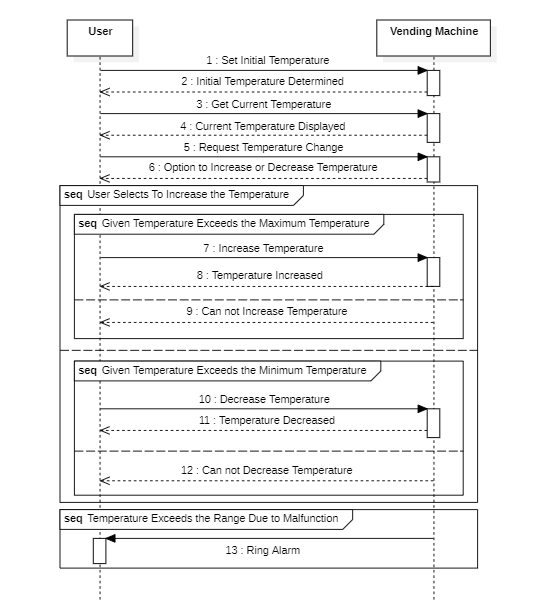 User
Vending Machine
1 : Set Initial Temperature
2 : Initial Temperature Determined
3 : Get Current Temperature
4 : Current Temperature Displayed
5 : Request Temperature Change
6 : Option to Increase or Decrease Temperature
seq User Selects To Increase the Temperature
seq Given Temperature Exceeds the Maximum Temperature
7 : Increase Temperature
8 : Temperature Increased
9 : Can not Increase Temperature
seq Given Temperature Exceeds the Minimum Temperature
10 : Decrease Temperature
11 : Temperature Decreased
12 : Can not Decrease Temperature
seq Temperature Exceeds the Range Due to Malfunction
13 : Ring Alarm